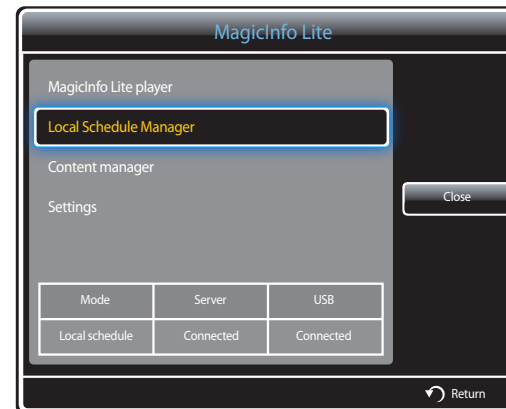 MagicInfo Lite
MagicInfo Lite player
Local Schedule Manager
Content manager
Settings
Close
Mode Server USB
Local schedule Connected Connected
Return